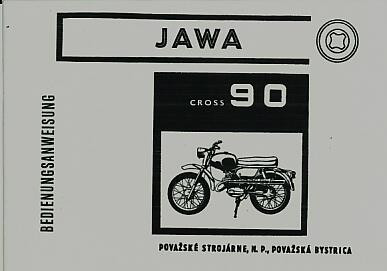 JAWA
CROSS 90
BEDIENUNGSANWEISUNG
POVAŽSKÉ STROJÁRNE, N. P., POVAŽSKÁ BYSTRICA